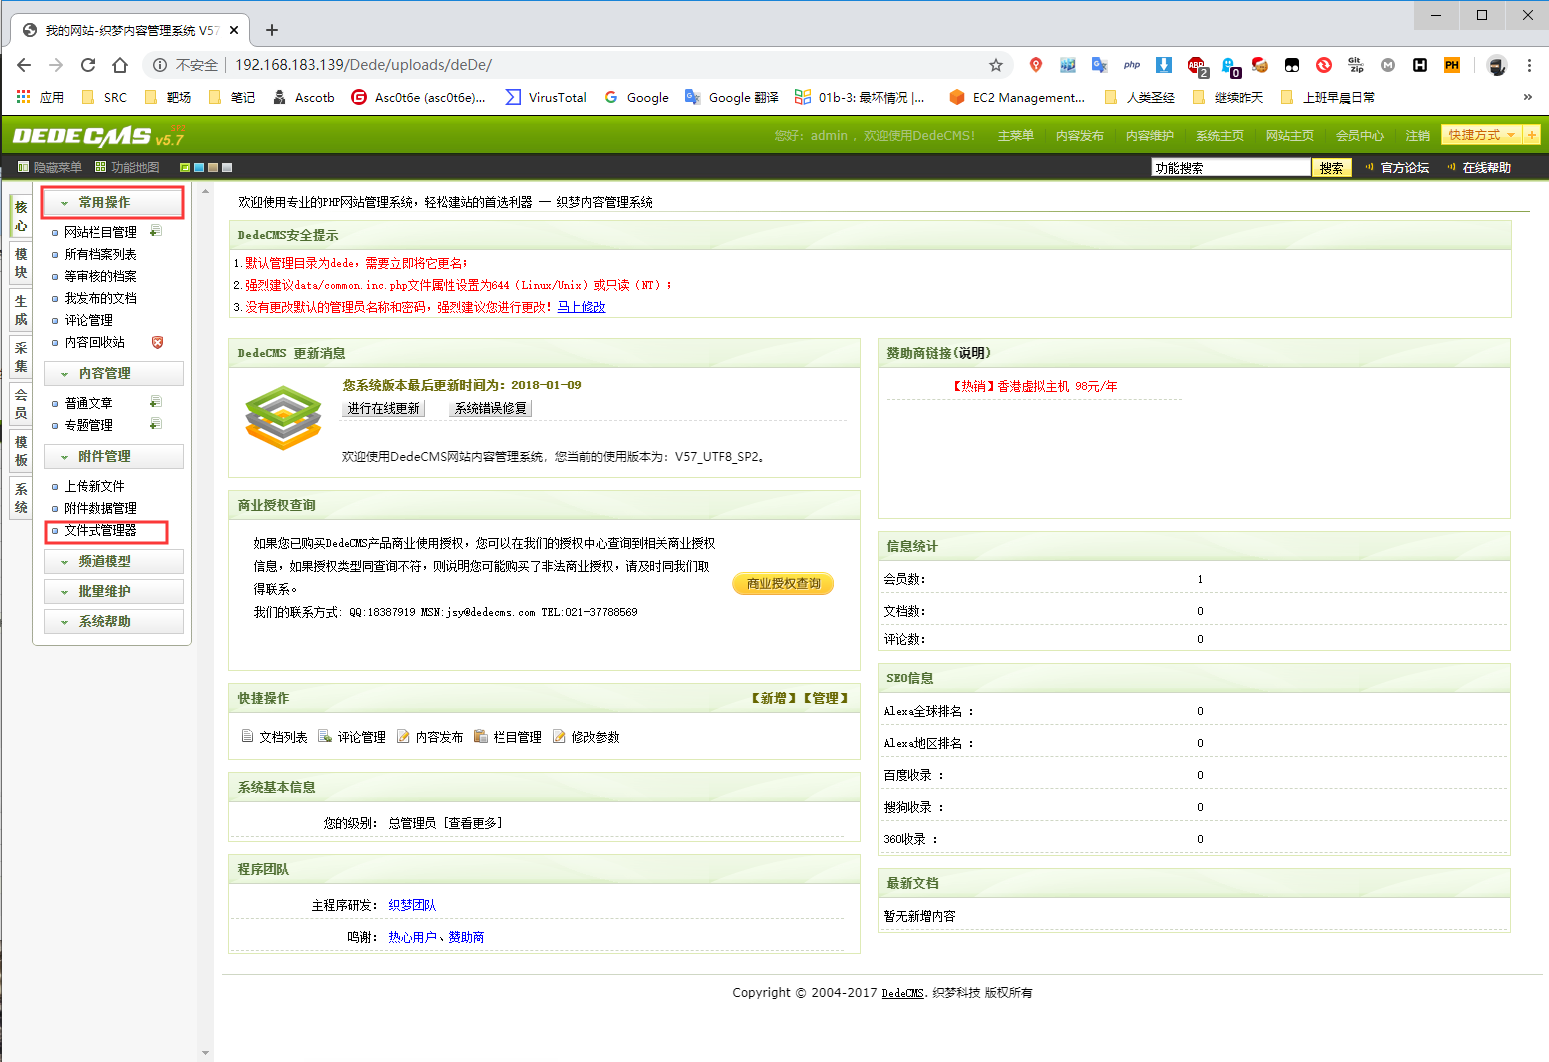 我的网站-织梦内容管理系统 V57
不安全 192.168.183.139/Dede/uploads/deDe/
php
ABP 2
0
Git zip
M
H
PH
应用 SRC 靶场 笔记 Ascotb Asc0t6e (asc0t6e)... VirusTotal Google Google 翻译 01b-3: 最坏情况 |... EC2 Management... 人类圣经 继续昨天 上班早晨日常 »
DEDECMS v5.7 SP2
您好：admin ，欢迎使用DedeCMS！ 主菜单 内容发布 内容维护 系统主页 网站主页 会员中心 注销 快捷方式 +
隐藏菜单 功能地图
功能搜索 搜索 官方论坛 在线帮助
核心
模块
生成
采集
会员
模板
系统
常用操作
网站栏目管理
所有档案列表
等审核的档案
我发布的文档
评论管理
内容回收站
内容管理
普通文章
专题管理
附件管理
上传新文件
附件数据管理
文件式管理器
频道模型
批量维护
系统帮助
欢迎使用专业的PHP网站管理系统，轻松建站的首选利器 — 织梦内容管理系统
DedeCMS安全提示
1.默认管理目录为dede，需要立即将它更名；
2.强烈建议data/common.inc.php文件属性设置为644（Linux/Unix）或只读（NT）；
3.没有更改默认的管理员名称和密码，强烈建议您进行更改！马上修改
DedeCMS 更新消息
您系统版本最后更新时间为：2018-01-09
进行在线更新 系统错误修复
欢迎使用DedeCMS网站内容管理系统，您当前的使用版本为：V57_UTF8_SP2。
商业授权查询
如果您已购买DedeCMS产品商业使用授权，您可以在我们的授权中心查询到相关商业授权
信息，如果授权类型同查询不符，则说明您可能购买了非法商业授权，请及时同我们取
得联系。
我们的联系方式：QQ:18387919 MSN:jsy@dedecms.com TEL:021-37788569
商业授权查询
快捷操作 【新增】【管理】
文档列表 评论管理 内容发布 栏目管理 修改参数
系统基本信息
您的级别： 总管理员 [查看更多]
程序团队
主程序研发： 织梦团队
鸣谢： 热心用户、赞助商
赞助商链接(说明)
【热销】香港虚拟主机 98元/年
信息统计
会员数： 1
文档数： 0
评论数： 0
SEO信息
Alexa全球排名 ： 0
Alexa地区排名 ： 0
百度收录 ： 0
搜狗收录 ： 0
360收录 ： 0
最新文档
暂无新增内容
Copyright © 2004-2017 DedeCMS. 织梦科技 版权所有